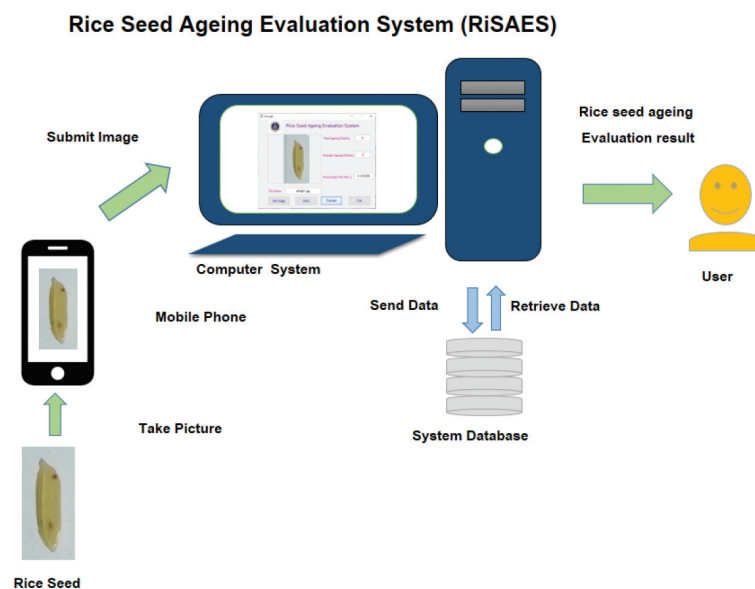 Rice Seed Ageing Evaluation System (RiSAES)
Submit Image
Rice Seed Ageing Evaluation System
Rice seed ageing
Evaluation result
Computer System
User
Mobile Phone
Send Data
Retrieve Data
Take Picture
System Database
Rice Seed